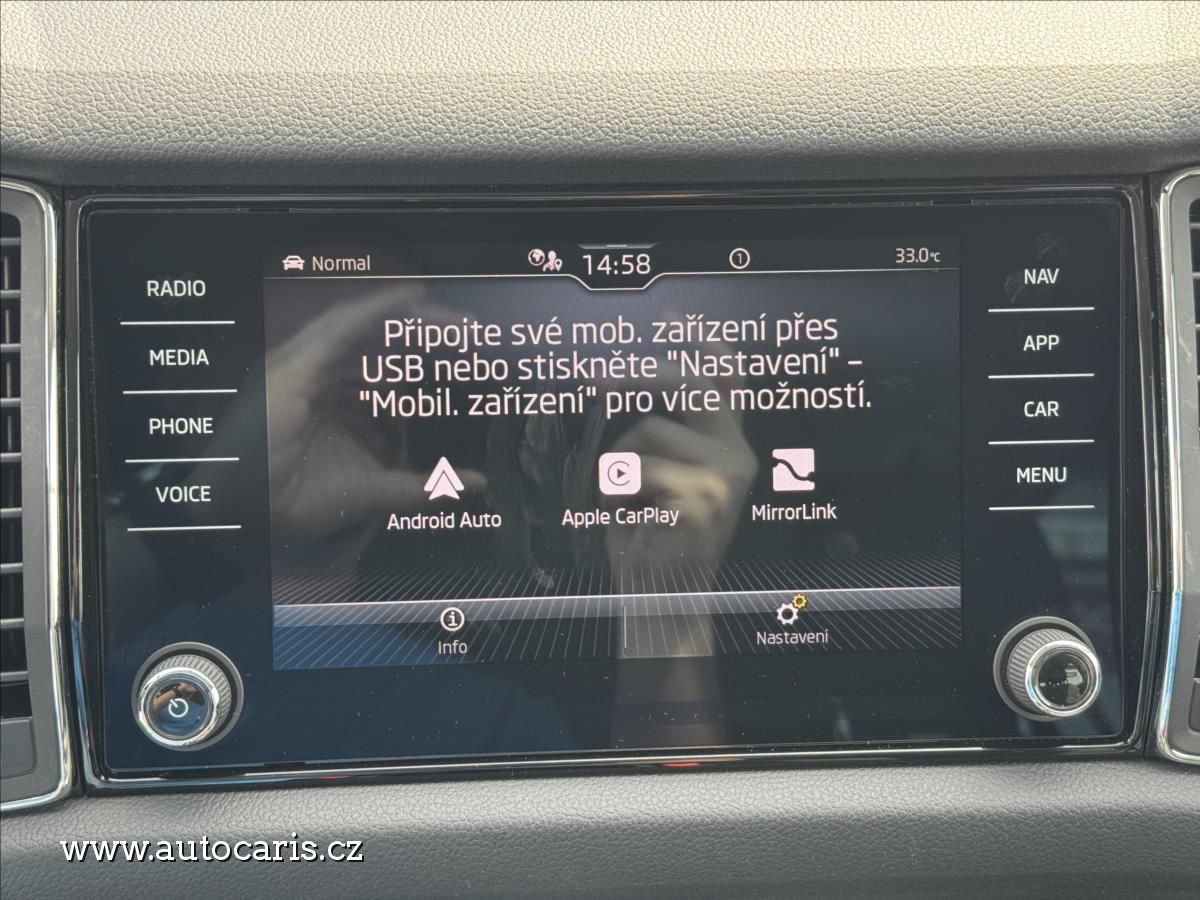 Normal
14:58
1
33.0°C
RADIO
MEDIA
PHONE
VOICE
Připojte své mob. zařízení přes
USB nebo stiskněte "Nastavení" –
"Mobil. zařízení" pro více možností.
Android Auto
Apple CarPlay
MirrorLink
Info
Nastavení
NAV
APP
CAR
MENU
www.autocaris.cz